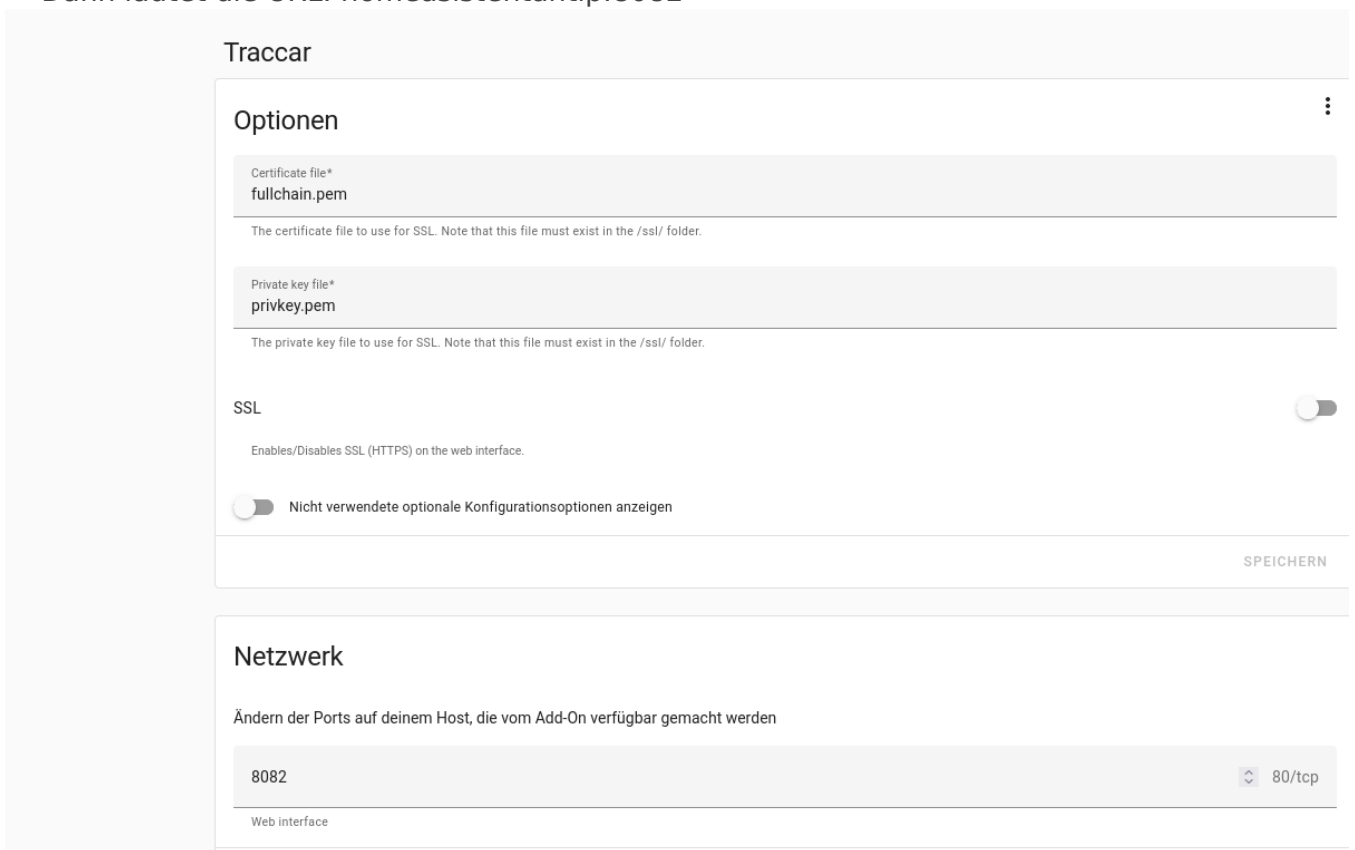 Traccar
Optionen
Certificate file*
fullchain.pem
The certificate file to use for SSL. Note that this file must exist in the /ssl/ folder.
Private key file*
privkey.pem
The private key file to use for SSL. Note that this file must exist in the /ssl/ folder.
SSL
Enables/Disables SSL (HTTPS) on the web interface.
Nicht verwendete optionale Konfigurationsoptionen anzeigen
SPEICHERN
Netzwerk
Ändern der Ports auf deinem Host, die vom Add-On verfügbar gemacht werden
8082 80/tcp
Web interface